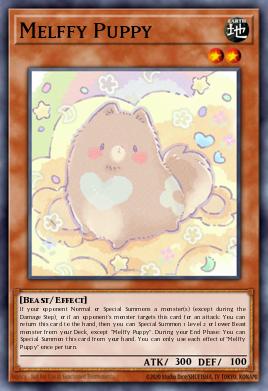 Melffy Puppy
EARTH
地
[Beast/Effect]
If your opponent Normal or Special Summons a monster(s) (except during the
Damage Step), or if an opponent's monster targets this card for an attack: You can
return this card to the hand, then you can Special Summon 1 level 2 or lower Beast
monster from your Deck, except "Melffy Puppy". During your End Phase: You can
Special Summon this card from your hand. You can only use each effect of "Melffy
Puppy" once per turn.
ATK/ 300 DEF/ 100